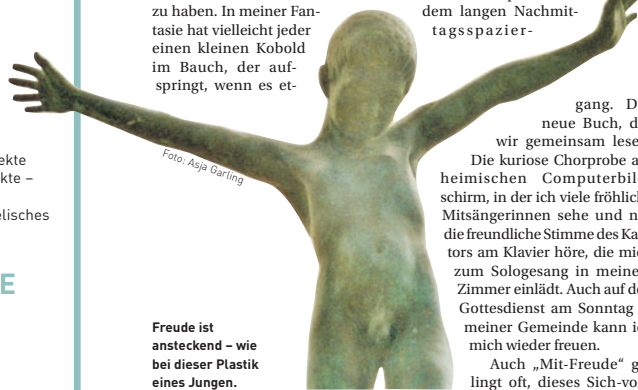 ekte
kte –
elisches
E
zu haben. In meiner Fan-
tasie hat vielleicht jeder
einen kleinen Kobold
im Bauch, der auf-
springt, wenn es et-
Foto: Asja Garling
Freude ist
ansteckend – wie
bei dieser Plastik
eines Jungen.
dem langen Nachmit-
tagsspazier-
gang. D
neue Buch, d
wir gemeinsam lese
Die kuriose Chorprobe a
heimischen Computerbil
schirm, in der ich viele fröhlich
Mitsängerinnen sehe und n
die freundliche Stimme des Ka
tors am Klavier höre, die mi
zum Sologesang in meine
Zimmer einlädt. Auch auf de
Gottesdienst am Sonntag
meiner Gemeinde kann i
mich wieder freuen.
Auch „Mit-Freude“ g
lingt oft, dieses Sich-vo